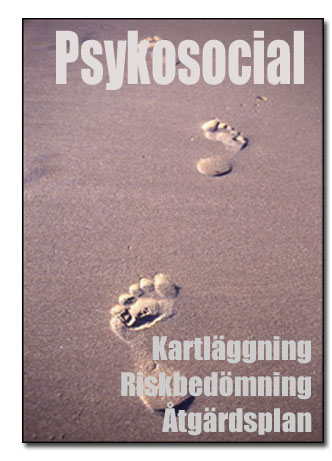 Psykosocial
Kartläggning
Riskbedömning
Åtgärdsplan